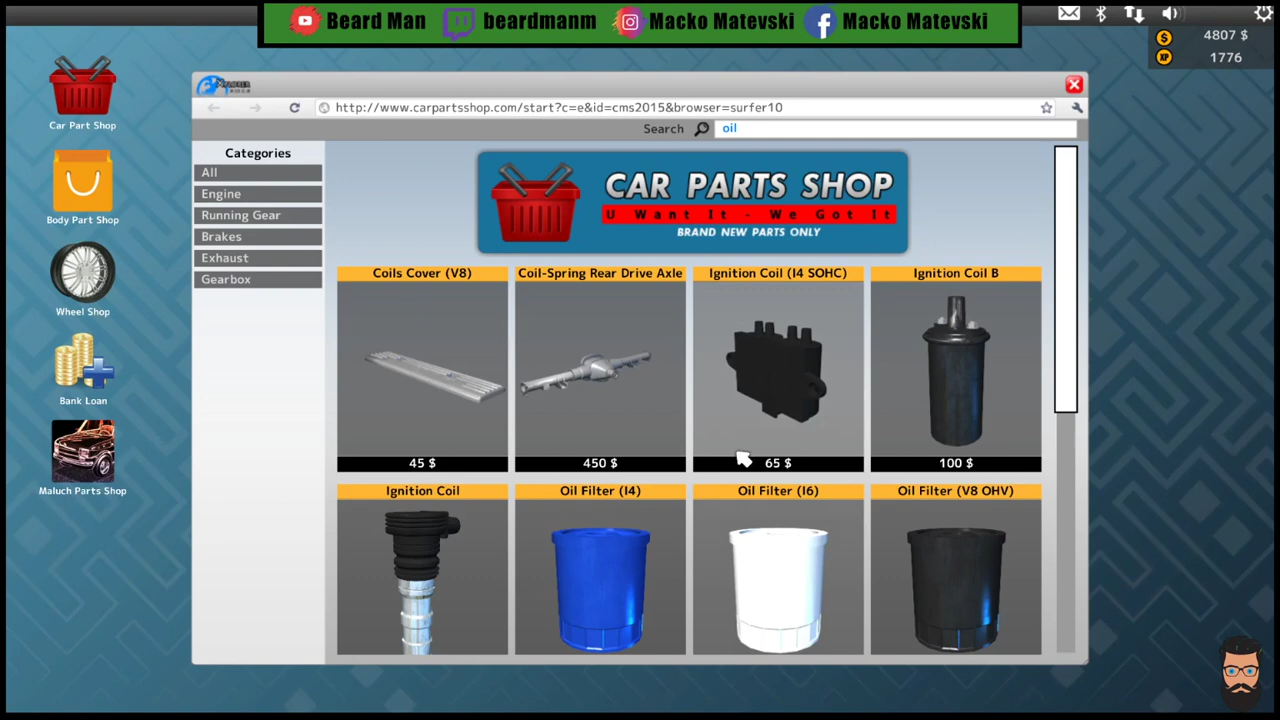 Beard Man beardmanm Macko Matevski Macko Matevski
4807 $
XP 1776
Car Part Shop
Body Part Shop
Wheel Shop
Bank Loan
Maluch Parts Shop
http://www.carpartsshop.com/start?c=e&id=cms2015&browser=surfer10
Search oil
Categories
All
Engine
Running Gear
Brakes
Exhaust
Gearbox
CAR PARTS SHOP
U Want It - We Got It
BRAND NEW PARTS ONLY
Coils Cover (V8) Coil-Spring Rear Drive Axle Ignition Coil (I4 SOHC) Ignition Coil B
45 $ 450 $ 65 $ 100 $
Ignition Coil Oil Filter (I4) Oil Filter (I6) Oil Filter (V8 OHV)